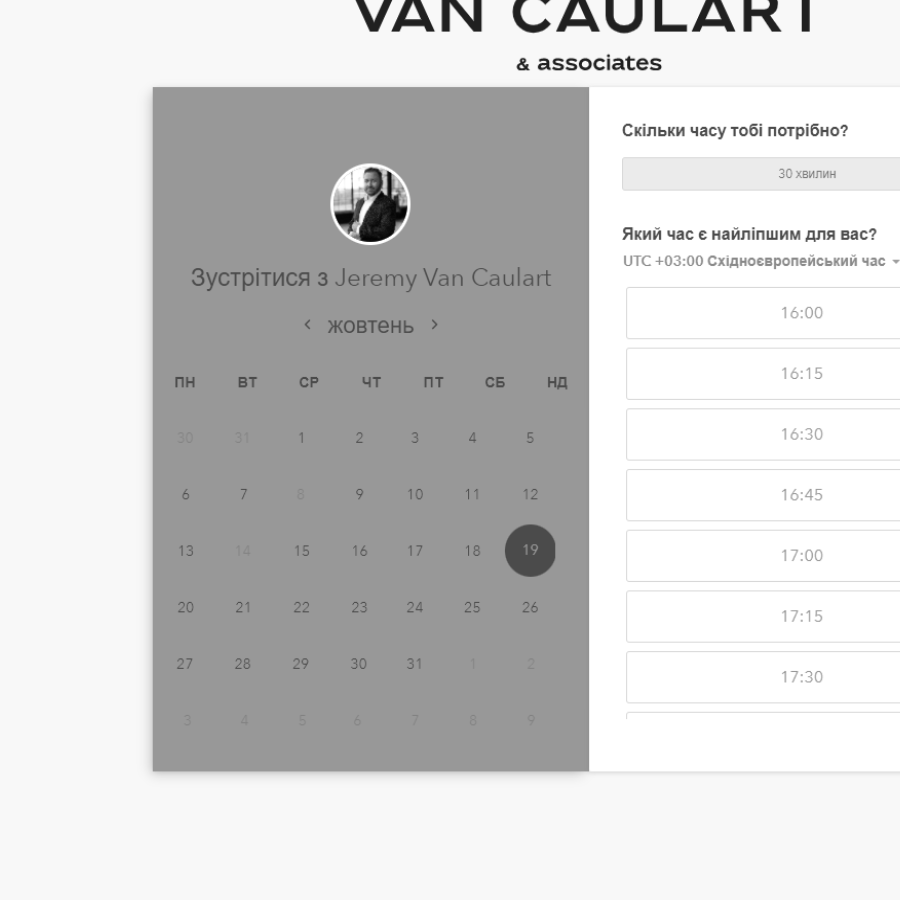 VAN CAULART
& associates
Зустрітися з Jeremy Van Caulart
жовтень
ПН ВТ СР ЧТ ПТ СБ НД
30 31 1 2 3 4 5
6 7 8 9 10 11 12
13 14 15 16 17 18 19
20 21 22 23 24 25 26
27 28 29 30 31 1 2
3 4 5 6 7 8 9
Скільки часу тобі потрібно?
30 хвилин
Який час є найліпшим для вас?
UTC +03:00 Східноєвропейський час
16:00
16:15
16:30
16:45
17:00
17:15
17:30